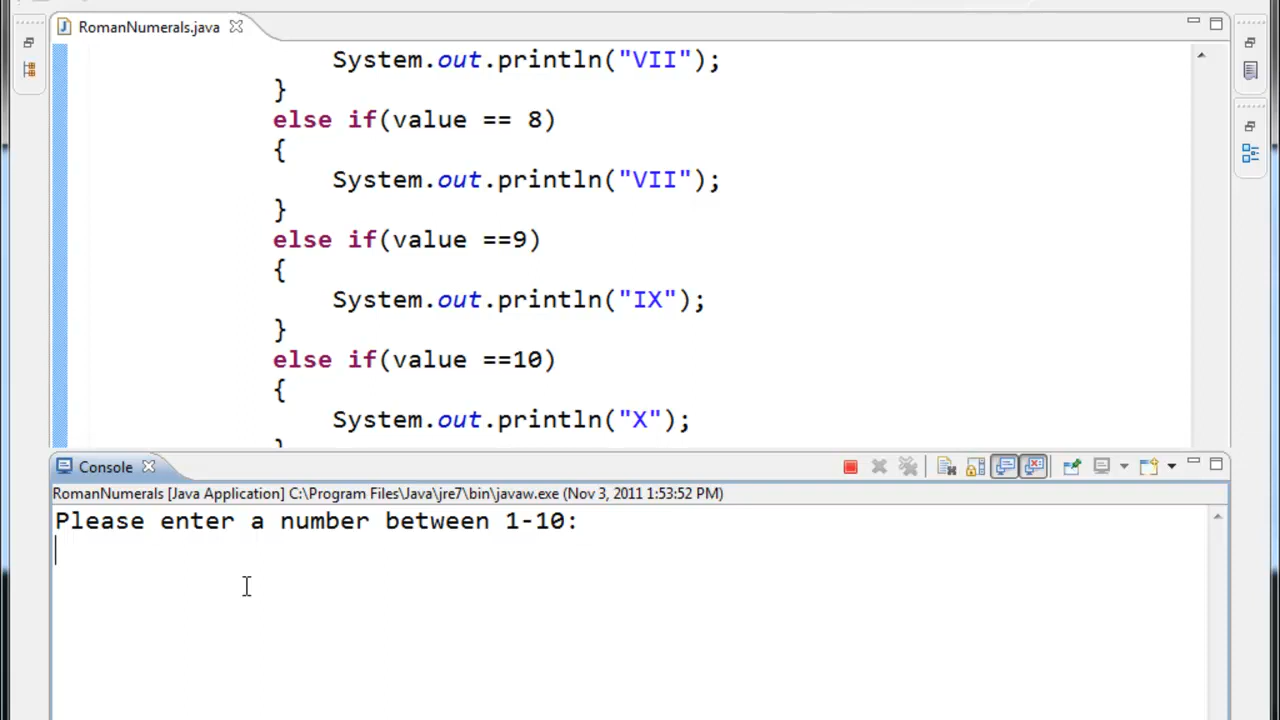 RomanNumerals.java
System.out.println("VII");
}
else if(value == 8)
{
System.out.println("VII");
}
else if(value ==9)
{
System.out.println("IX");
}
else if(value ==10)
{
System.out.println("X");
}
Console
RomanNumerals [Java Application] C:\Program Files\Java\jre7\bin\javaw.exe (Nov 3, 2011 1:53:52 PM)
Please enter a number between 1-10: